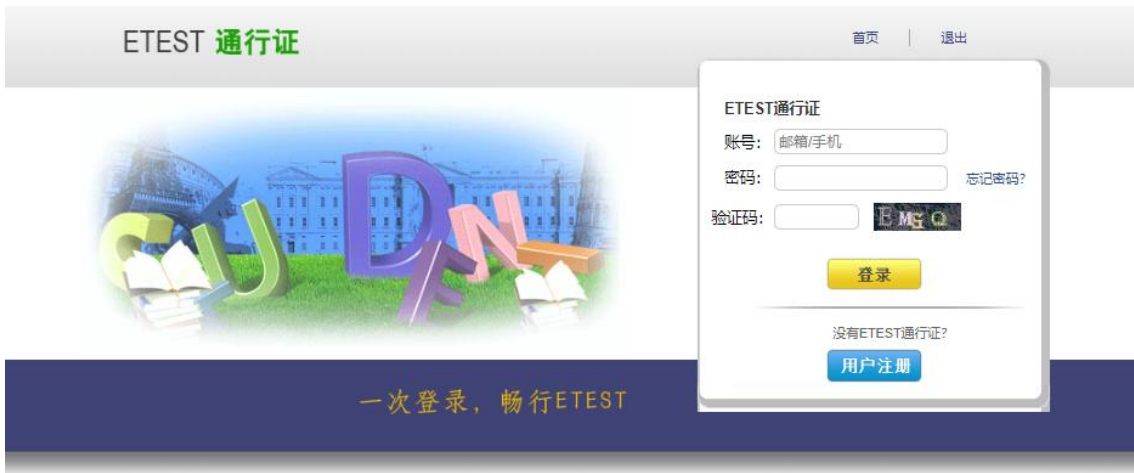 ETEST 通行证
首页 | 退出
ETEST通行证
账号: 邮箱/手机
密码: 忘记密码?
验证码: EMGQ
登录
没有ETEST通行证?
用户注册
一次登录, 畅行ETEST